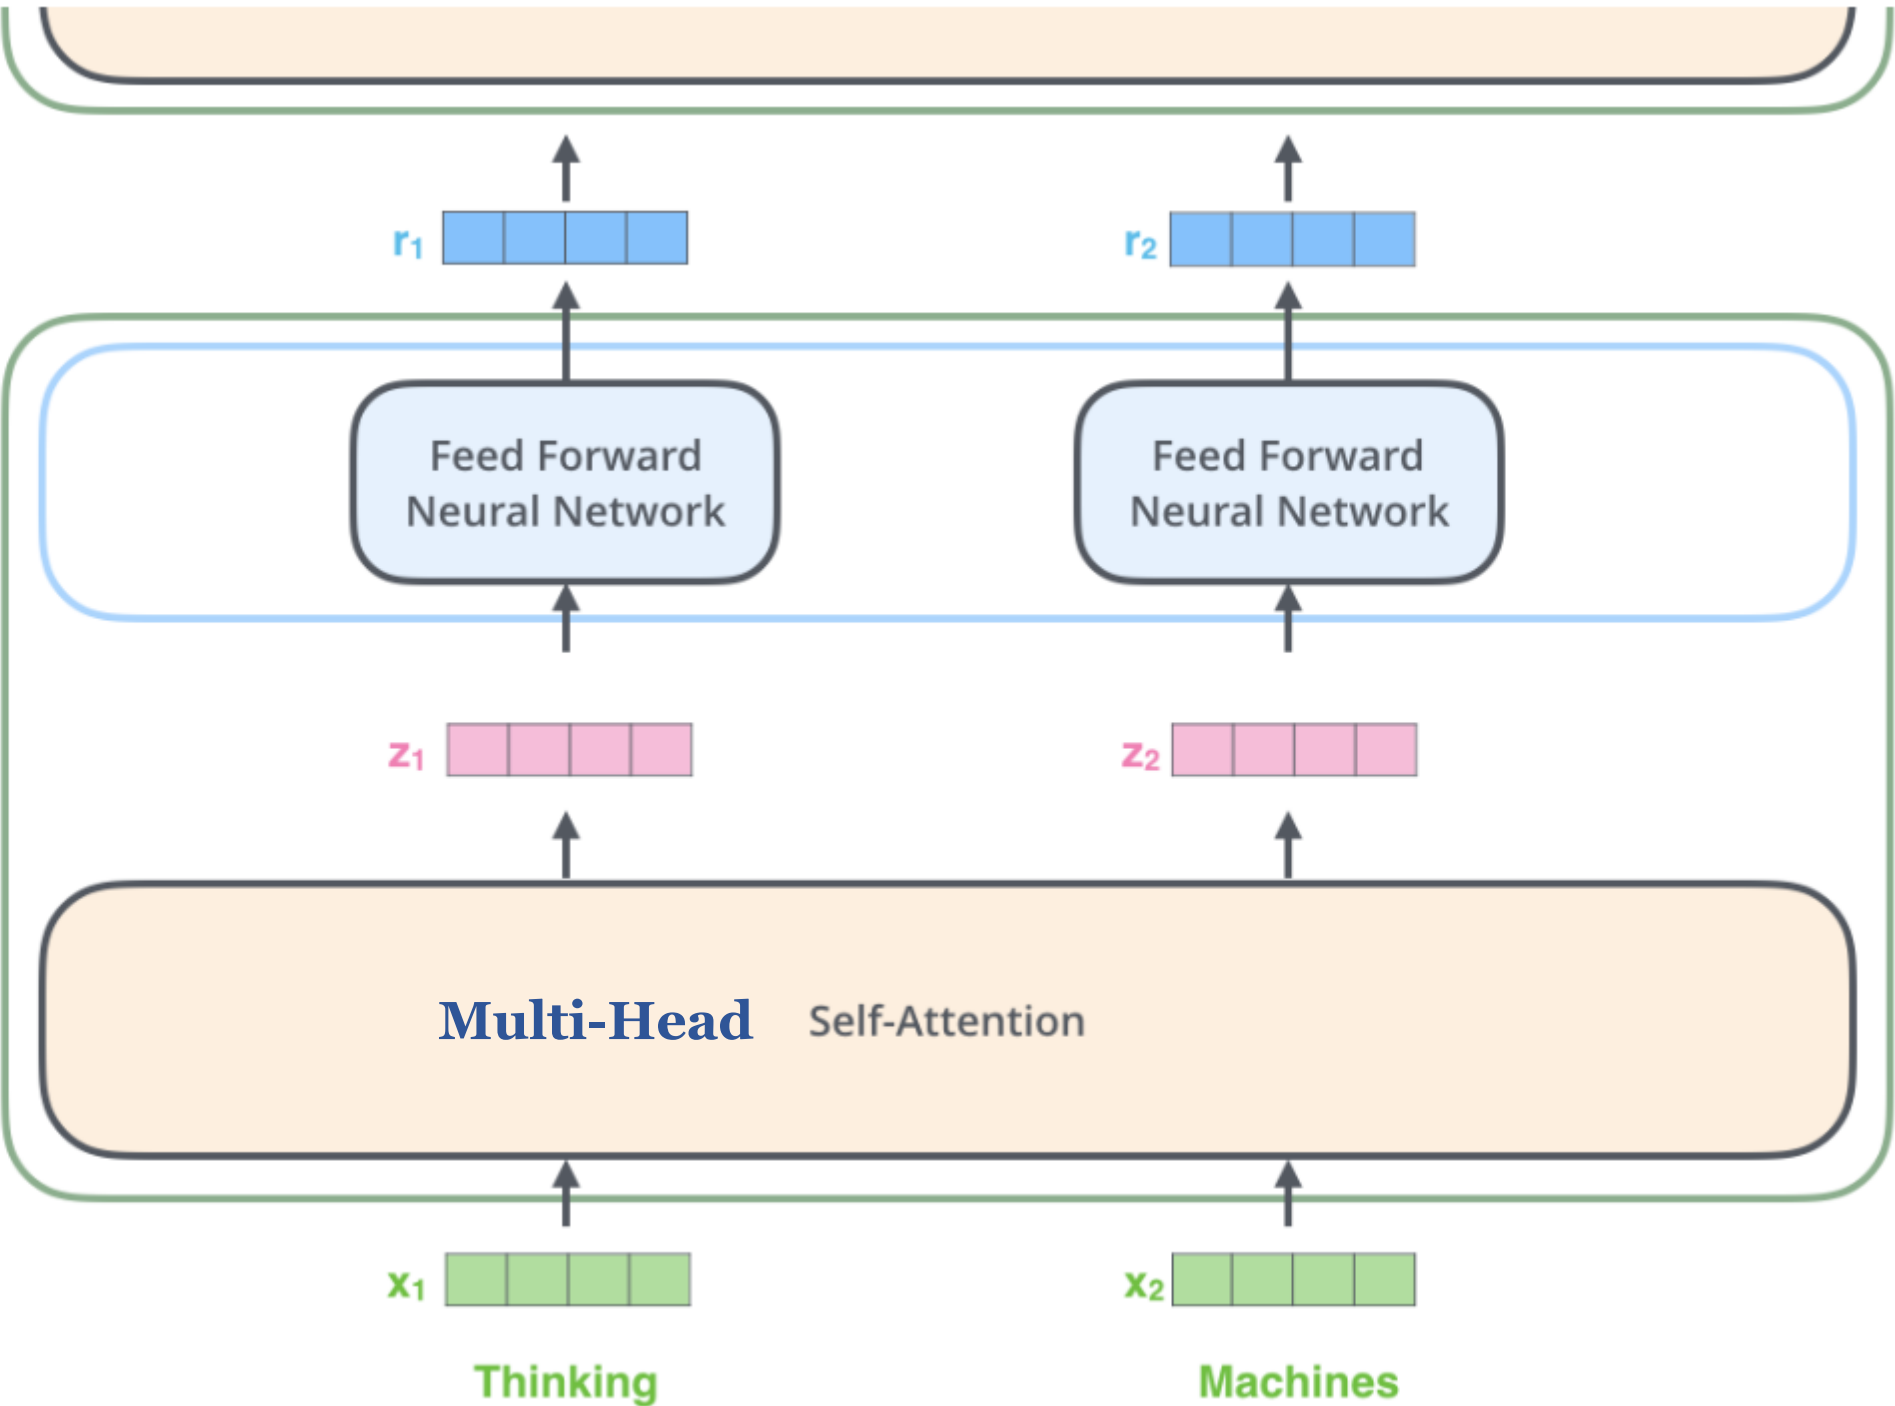 r1
r2
Feed Forward
Neural Network
Feed Forward
Neural Network
z1
z2
Multi-Head Self-Attention
x1
x2
Thinking
Machines